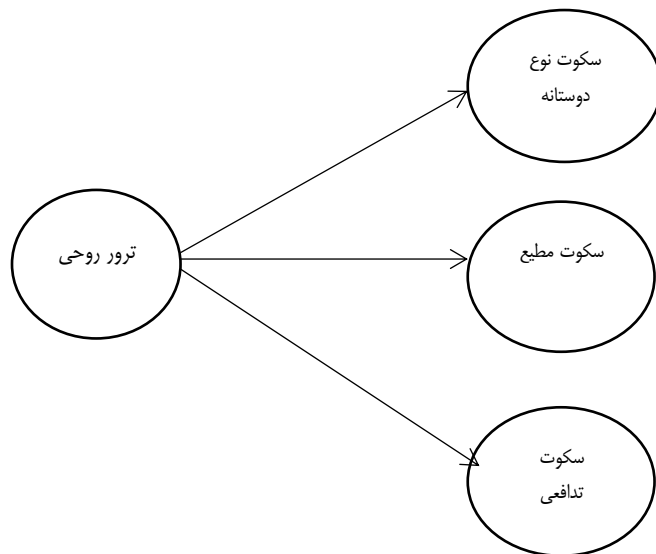 سکوت نوع
دوستانه
ترور روحی
سکوت مطیع
سکوت
تدافعی